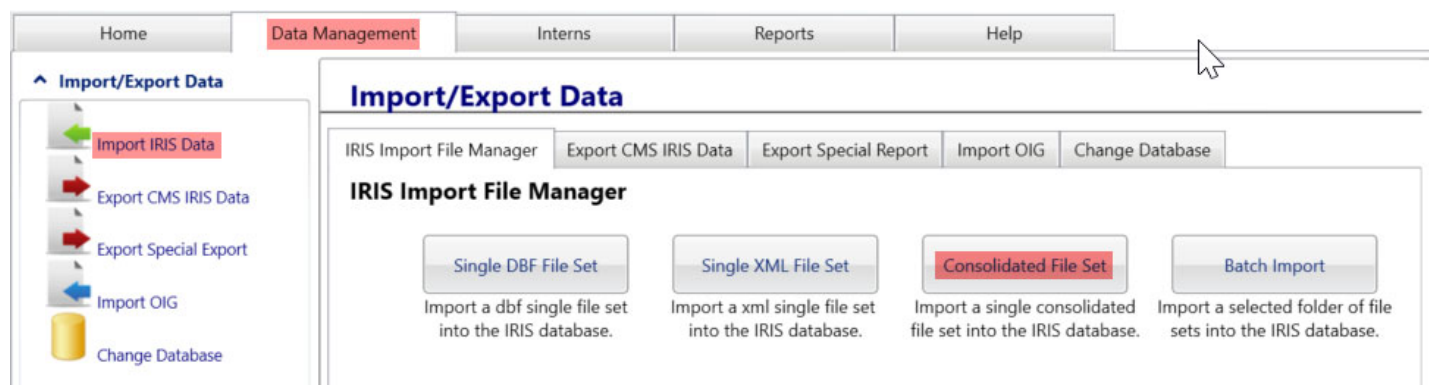 Home
Data Management
Interns
Reports
Help
Import/Export Data
Import IRIS Data
Export CMS IRIS Data
Export Special Export
Import OIG
Change Database
Import/Export Data
IRIS Import File Manager
Export CMS IRIS Data
Export Special Report
Import OIG
Change Database
IRIS Import File Manager
Single DBF File Set
Import a dbf single file set
into the IRIS database.
Single XML File Set
Import a xml single file set
into the IRIS database.
Consolidated File Set
Import a single consolidated
file set into the IRIS database.
Batch Import
Import a selected folder of file
sets into the IRIS database.